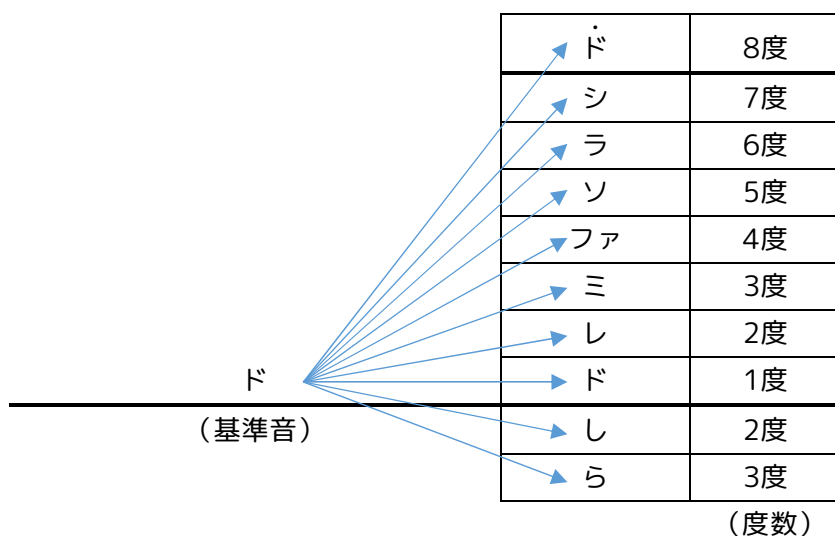 ド̇ 8度
シ 7度
ラ 6度
ソ 5度
ファ 4度
ミ 3度
レ 2度
ド ド 1度
(基準音) し 2度
ら 3度
(度数)